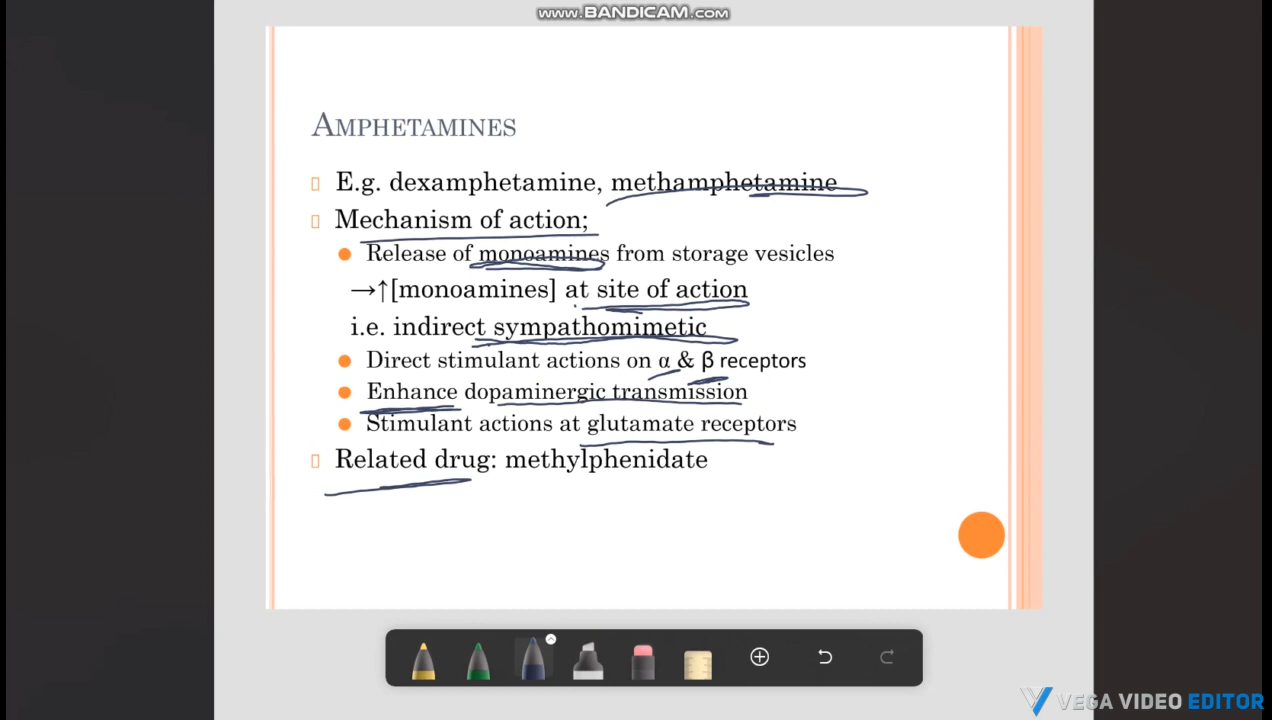 www.BANDICAM.com
AMPHETAMINES
E.g. dexamphetamine, methamphetamine
Mechanism of action;
Release of monoamines from storage vesicles
→↑[monoamines] at site of action
i.e. indirect sympathomimetic
Direct stimulant actions on α & β receptors
Enhance dopaminergic transmission
Stimulant actions at glutamate receptors
Related drug: methylphenidate
VEGA VIDEO EDITOR